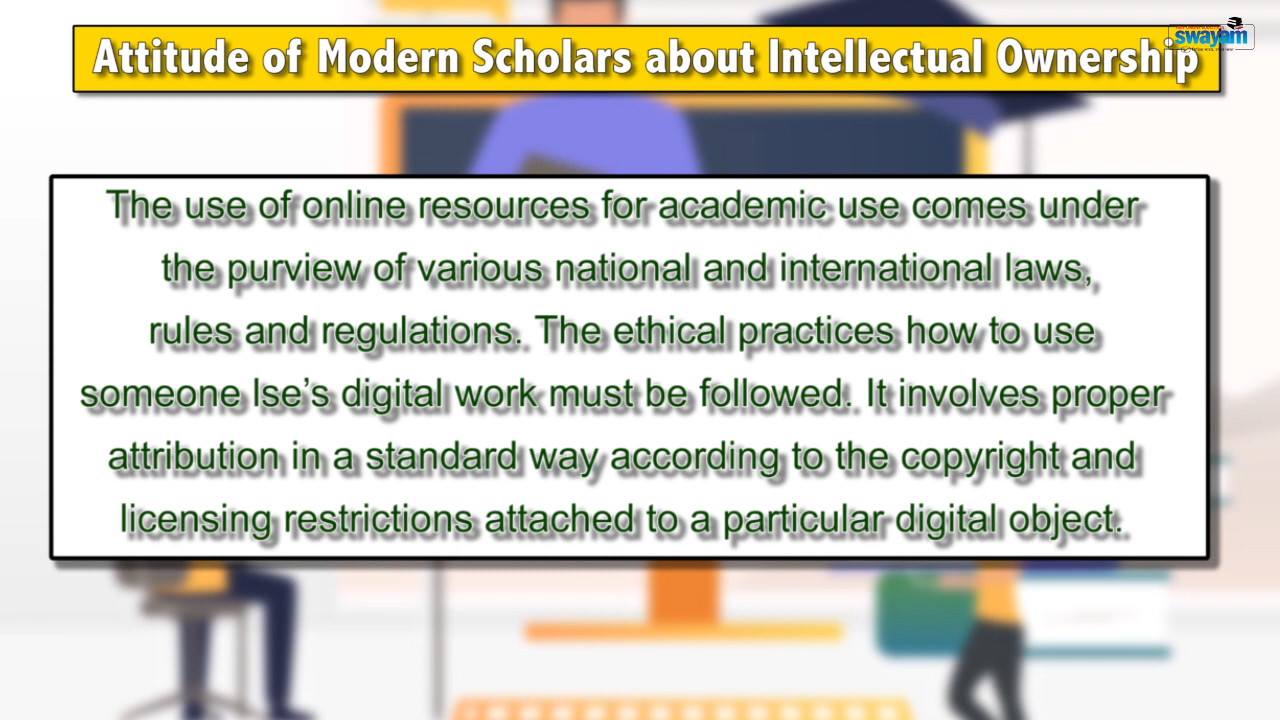 Attitude of Modern Scholars about Intellectual Ownership
swayam
The use of online resources for academic use comes under
the purview of various national and international laws,
rules and regulations. The ethical practices how to use
someone lse's digital work must be followed. It involves proper
attribution in a standard way according to the copyright and
licensing restrictions attached to a particular digital object.